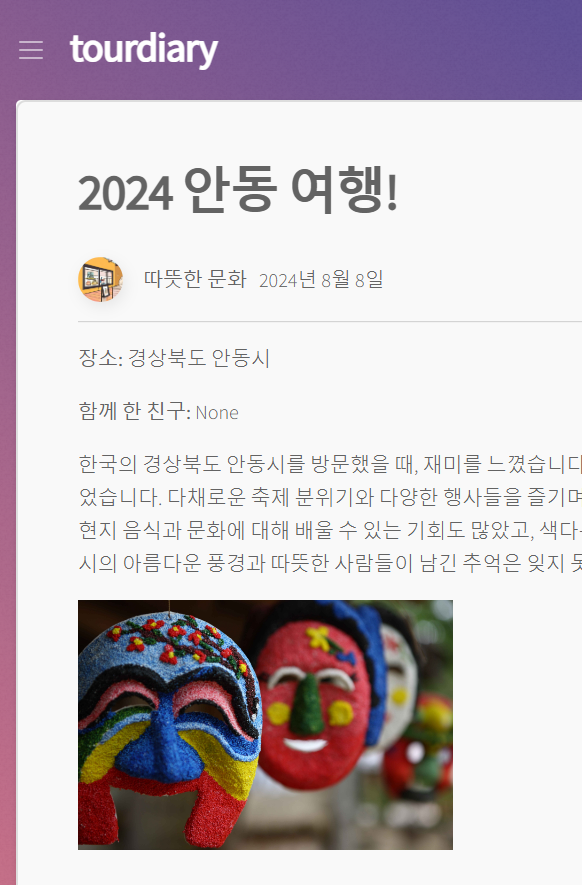 tourdiary
2024 안동 여행!
따뜻한 문화 2024년 8월 8일
장소: 경상북도 안동시
함께 한 친구: None
한국의 경상북도 안동시를 방문했을 때, 재미를 느꼈습니다
었습니다. 다채로운 축제 분위기와 다양한 행사들을 즐기며
현지 음식과 문화에 대해 배울 수 있는 기회도 많았고, 색다
시의 아름다운 풍경과 따뜻한 사람들이 남긴 추억은 잊지